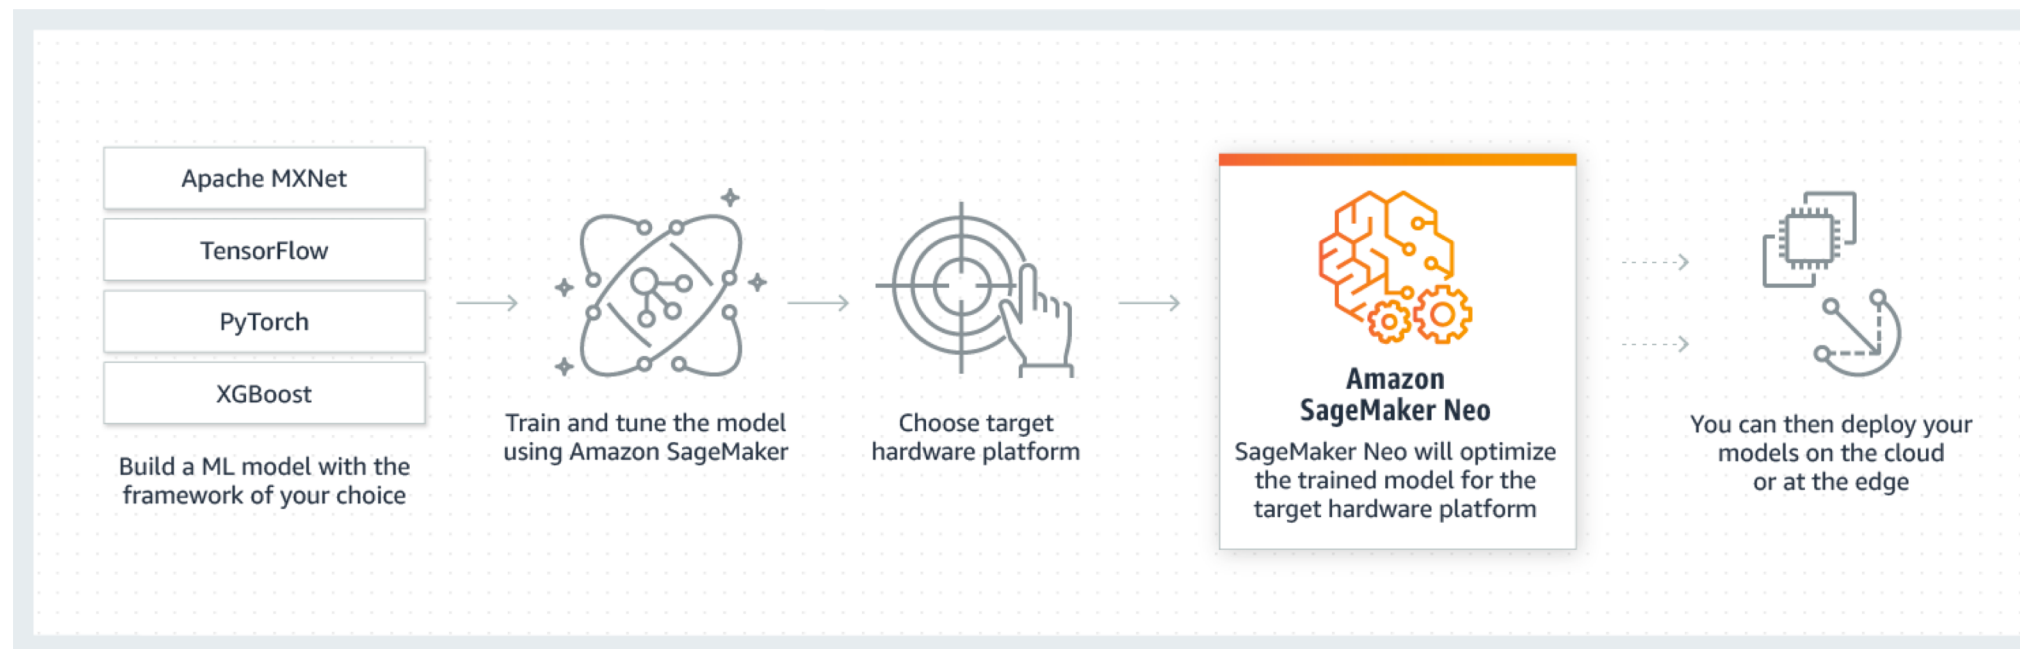 Apache MXNet
TensorFlow
PyTorch
XGBoost
Build a ML model with the
framework of your choice
Train and tune the model
using Amazon SageMaker
Choose target
hardware platform
Amazon
SageMaker Neo
SageMaker Neo will optimize
the trained model for the
target hardware platform
You can then deploy your
models on the cloud
or at the edge